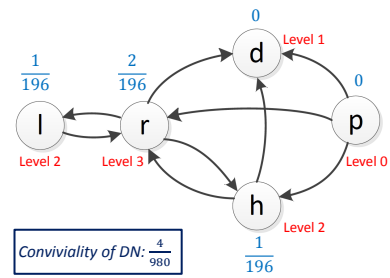 0
d
Level 1
1
196
2
196
0
l
r
p
Level 2
Level 3
Level 0
h
Level 2
1
196
Conviviality of DN: 4/980